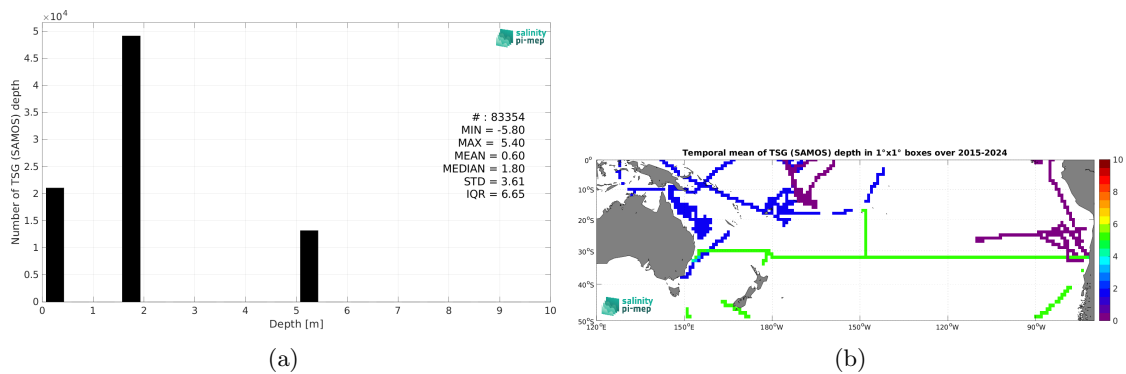 ×10⁴
5
4.5
4
3.5
3
2.5
2
1.5
1
0.5
0
Number of TSG (SAMOS) depth
salinity
pi-mep
# : 83354
MIN = -5.80
MAX = 5.40
MEAN = 0.60
MEDIAN = 1.80
STD = 3.61
IQR = 6.65
0 1 2 3 4 5 6 7 8 9 10
Depth [m]
(a)
Temporal mean of TSG (SAMOS) depth in 1°x1° boxes over 2015-2024
0°
10°S
20°S
30°S
40°S
50°S
salinity
pi-mep
120°E 150°E 180°W 150°W 120°W 90°W
10
8
6
4
2
0
(b)